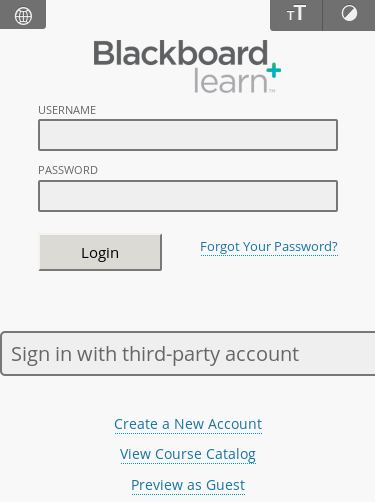 TT
Blackboard
learn+
USERNAME
PASSWORD
Login
Forgot Your Password?
Sign in with third-party account
Create a New Account
View Course Catalog
Preview as Guest